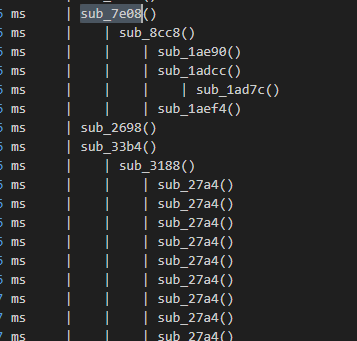 5 ms | sub_7e08()
5 ms | | sub_8cc8()
5 ms | | | sub_1ae90()
5 ms | | | sub_1adcc()
5 ms | | | | sub_1ad7c()
5 ms | | | sub_1aef4()
5 ms | sub_2698()
5 ms | sub_33b4()
5 ms | | sub_3188()
5 ms | | | sub_27a4()
5 ms | | | sub_27a4()
5 ms | | | sub_27a4()
5 ms | | | sub_27a4()
5 ms | | | sub_27a4()
5 ms | | | sub_27a4()
7 ms | | | sub_27a4()
7 ms | | | sub_27a4()
7 ms | | | sub_27a4()